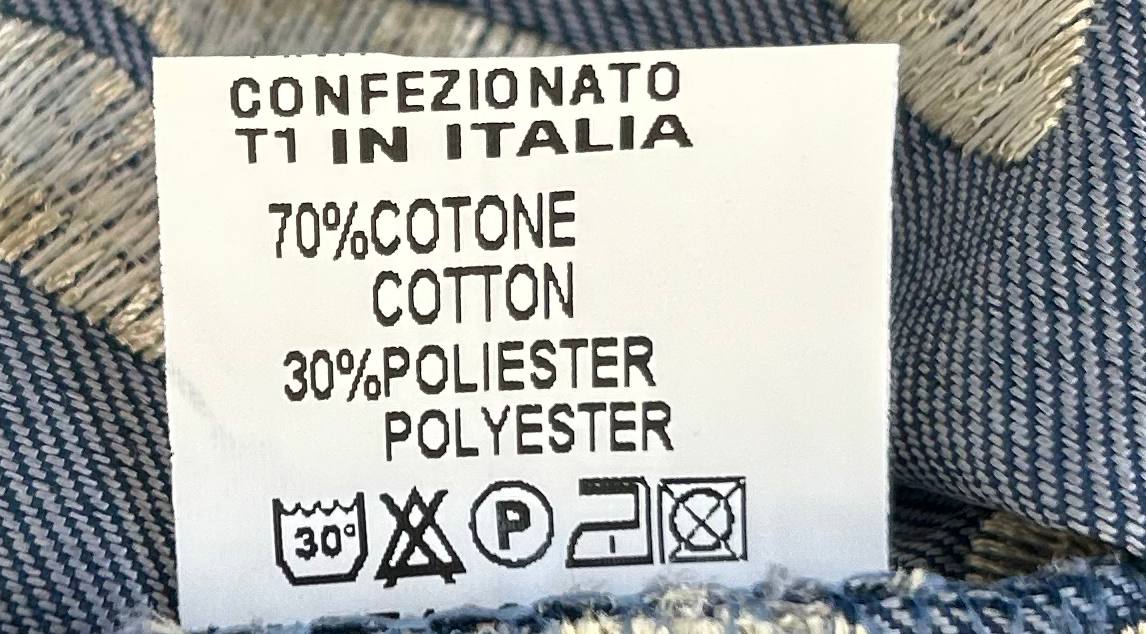 CONFEZIONATO
T1 IN ITALIA
70%COTONE
COTTON
30%POLIESTER
POLYESTER
30°
P